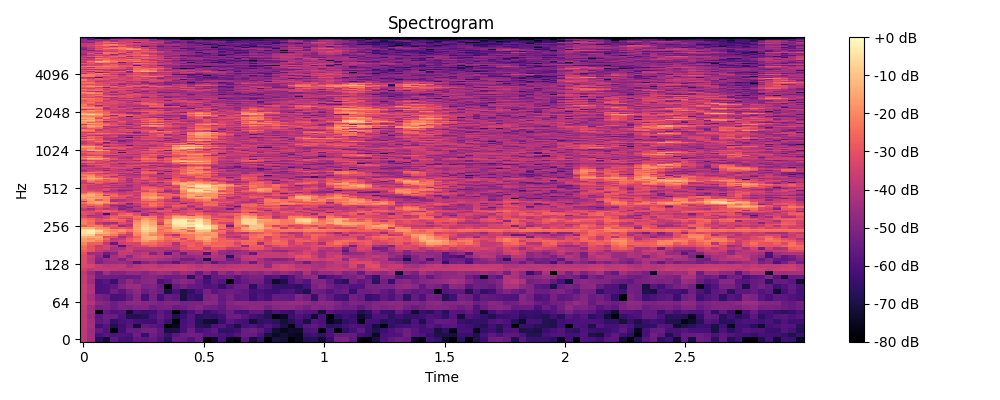 Spectrogram
Hz
4096
2048
1024
512
256
128
64
0
0
0.5
1
1.5
2
2.5
Time
+0 dB
-10 dB
-20 dB
-30 dB
-40 dB
-50 dB
-60 dB
-70 dB
-80 dB